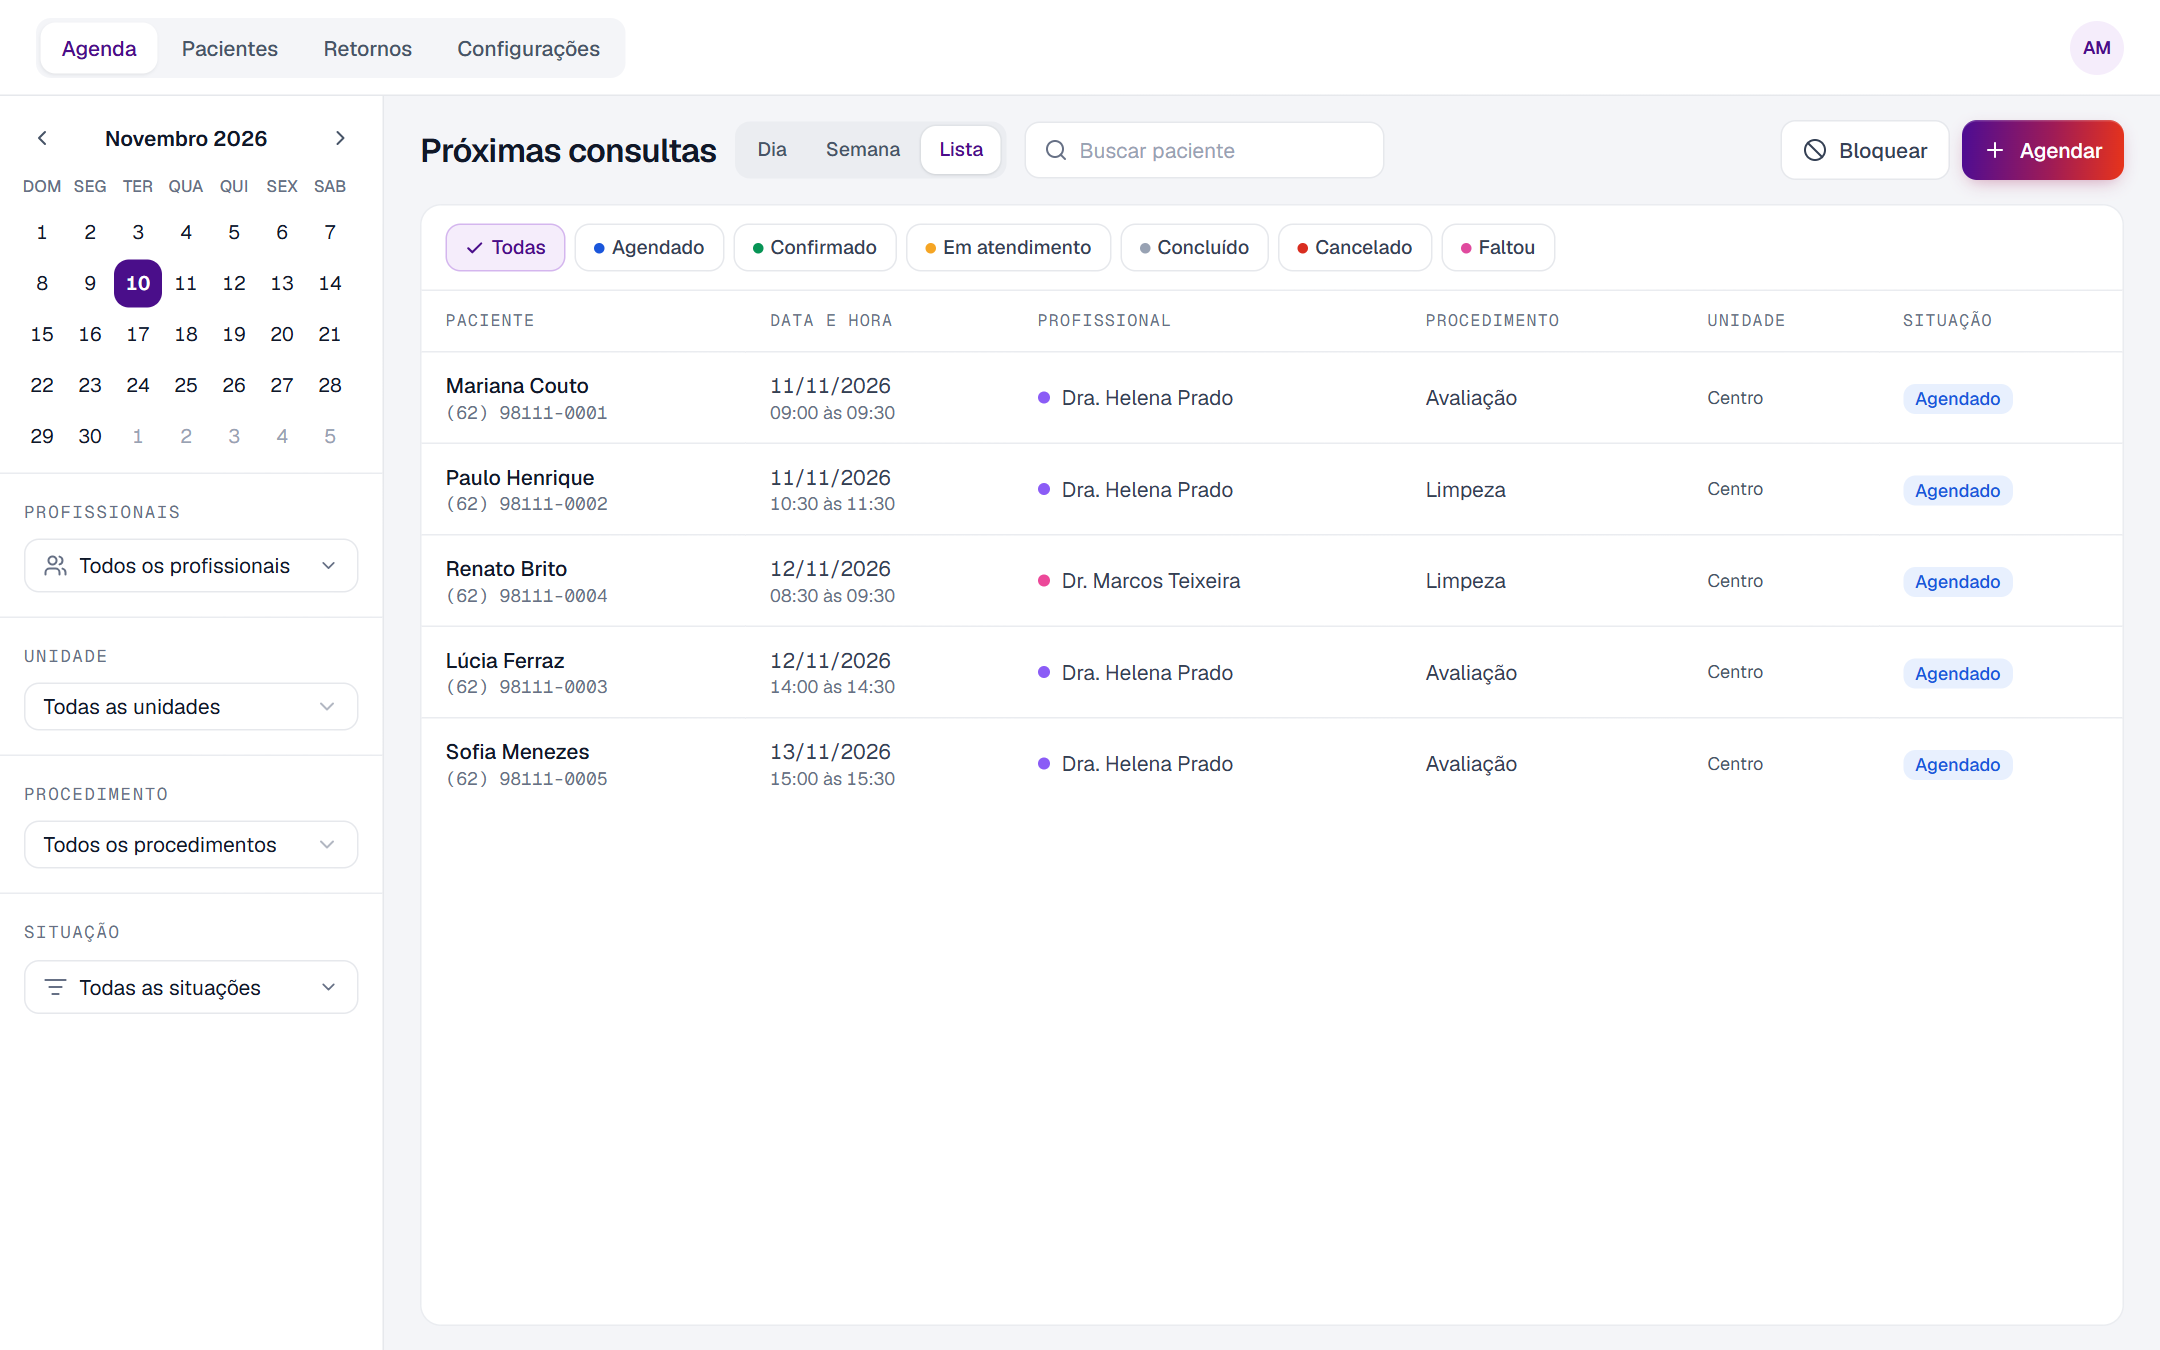 Agenda Pacientes Retornos Configurações AM
Novembro 2026
DOM SEG TER QUA QUI SEX SAB
1 2 3 4 5 6 7
8 9 10 11 12 13 14
15 16 17 18 19 20 21
22 23 24 25 26 27 28
29 30 1 2 3 4 5
PROFISSIONAIS
Todos os profissionais
UNIDADE
Todas as unidades
PROCEDIMENTO
Todos os procedimentos
SITUAÇÃO
Todas as situações
Próximas consultas Dia Semana Lista Buscar paciente Bloquear Agendar
Todas Agendado Confirmado Em atendimento Concluído Cancelado Faltou
PACIENTE DATA E HORA PROFISSIONAL PROCEDIMENTO UNIDADE SITUAÇÃO
Mariana Couto 11/11/2026 Dra. Helena Prado Avaliação Centro Agendado
(62) 98111-0001 09:00 às 09:30
Paulo Henrique 11/11/2026 Dra. Helena Prado Limpeza Centro Agendado
(62) 98111-0002 10:30 às 11:30
Renato Brito 12/11/2026 Dr. Marcos Teixeira Limpeza Centro Agendado
(62) 98111-0004 08:30 às 09:30
Lúcia Ferraz 12/11/2026 Dra. Helena Prado Avaliação Centro Agendado
(62) 98111-0003 14:00 às 14:30
Sofia Menezes 13/11/2026 Dra. Helena Prado Avaliação Centro Agendado
(62) 98111-0005 15:00 às 15:30